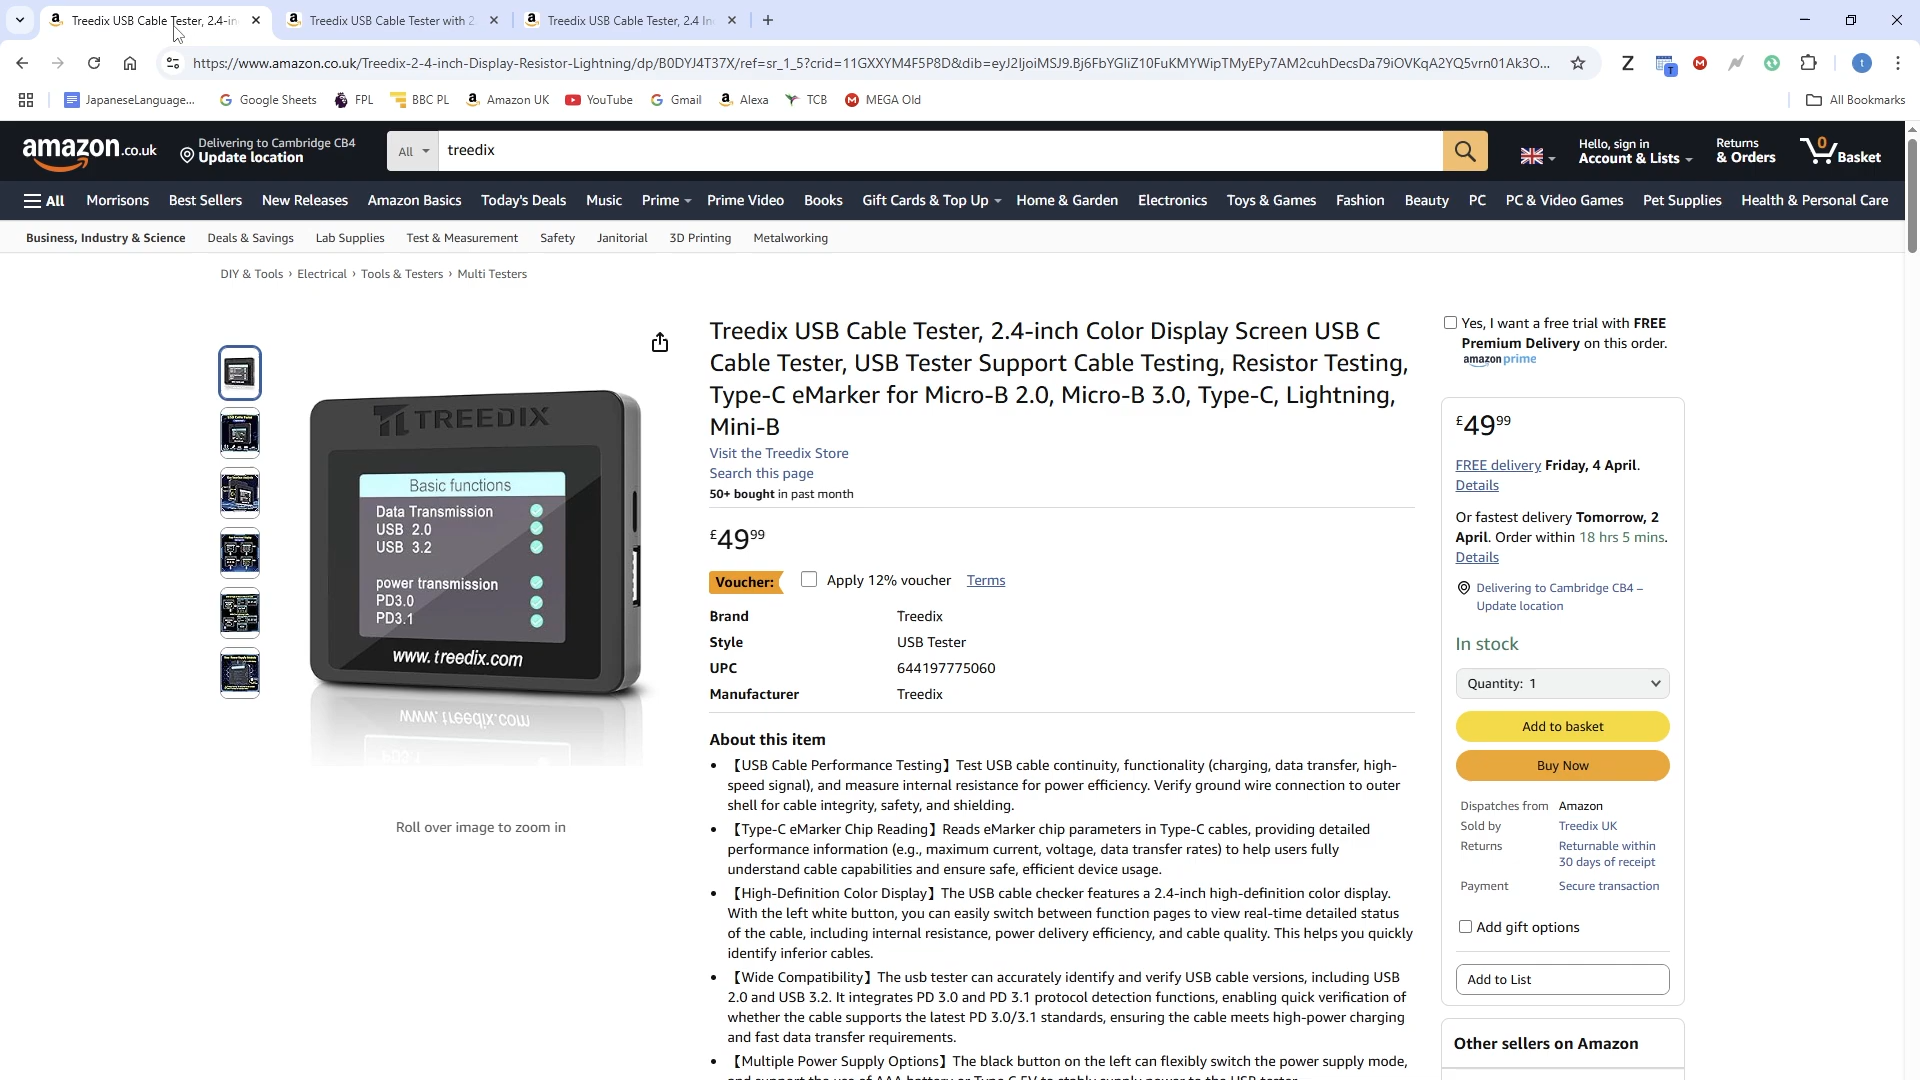 Treedix USB Cable Tester, 2.4-in
Treedix USB Cable Tester with 2
Treedix USB Cable Tester, 2.4 In
https://www.amazon.co.uk/Treedix-2-4-inch-Display-Resistor-Lightning/dp/B0DYJ4T37X/ref=sr_1_5?crid=11GXXYM4F5P8D&dib=eyJ2IjoiMSJ9.Bj6FbYGliZ10FuKMYWipTMyEPy7AM2cuhDecsDa79iOVKqA2YQ5vrn01Ak3O...
JapaneseLanguage...
Google Sheets
FPL
BBC PL
Amazon UK
YouTube
Gmail
Alexa
TCB
MEGA Old
All Bookmarks
amazon.co.uk
Delivering to Cambridge CB4
Update location
All
treedix
Hello, sign in
Account & Lists
Returns
& Orders
0
Basket
All
Morrisons
Best Sellers
New Releases
Amazon Basics
Today's Deals
Music
Prime
Prime Video
Books
Gift Cards & Top Up
Home & Garden
Electronics
Toys & Games
Fashion
Beauty
PC
PC & Video Games
Pet Supplies
Health & Personal Care
Business, Industry & Science
Deals & Savings
Lab Supplies
Test & Measurement
Safety
Janitorial
3D Printing
Metalworking
DIY & Tools › Electrical › Tools & Testers › Multi Testers
TREEDIX
Basic functions
Data Transmission
USB 2.0
USB 3.2
power transmission
PD3.0
PD3.1
www.treedix.com
Roll over image to zoom in
Treedix USB Cable Tester, 2.4-inch Color Display Screen USB C
Cable Tester, USB Tester Support Cable Testing, Resistor Testing,
Type-C eMarker for Micro-B 2.0, Micro-B 3.0, Type-C, Lightning,
Mini-B
Visit the Treedix Store
Search this page
50+ bought in past month
£49.99
Voucher: Apply 12% voucher Terms
Brand Treedix
Style USB Tester
UPC 644197775060
Manufacturer Treedix
About this item
• 【USB Cable Performance Testing】Test USB cable continuity, functionality (charging, data transfer, high-
speed signal), and measure internal resistance for power efficiency. Verify ground wire connection to outer
shell for cable integrity, safety, and shielding.
• 【Type-C eMarker Chip Reading】Reads eMarker chip parameters in Type-C cables, providing detailed
performance information (e.g., maximum current, voltage, data transfer rates) to help users fully
understand cable capabilities and ensure safe, efficient device usage.
• 【High-Definition Color Display】The USB cable checker features a 2.4-inch high-definition color display.
With the left white button, you can easily switch between function pages to view real-time detailed status
of the cable, including internal resistance, power delivery efficiency, and cable quality. This helps you quickly
identify inferior cables.
• 【Wide Compatibility】The usb tester can accurately identify and verify USB cable versions, including USB
2.0 and USB 3.2. It integrates PD 3.0 and PD 3.1 protocol detection functions, enabling quick verification of
whether the cable supports the latest PD 3.0/3.1 standards, ensuring the cable meets high-power charging
and fast data transfer requirements.
• 【Multiple Power Supply Options】The black button on the left can flexibly switch the power supply mode,
Yes, I want a free trial with FREE
Premium Delivery on this order.
amazon prime
£49.99
FREE delivery Friday, 4 April.
Details
Or fastest delivery Tomorrow, 2
April. Order within 18 hrs 5 mins.
Details
Delivering to Cambridge CB4 –
Update location
In stock
Quantity: 1
Add to basket
Buy Now
Dispatches from Amazon
Sold by Treedix UK
Returns Returnable within
30 days of receipt
Payment Secure transaction
Add gift options
Add to List
Other sellers on Amazon